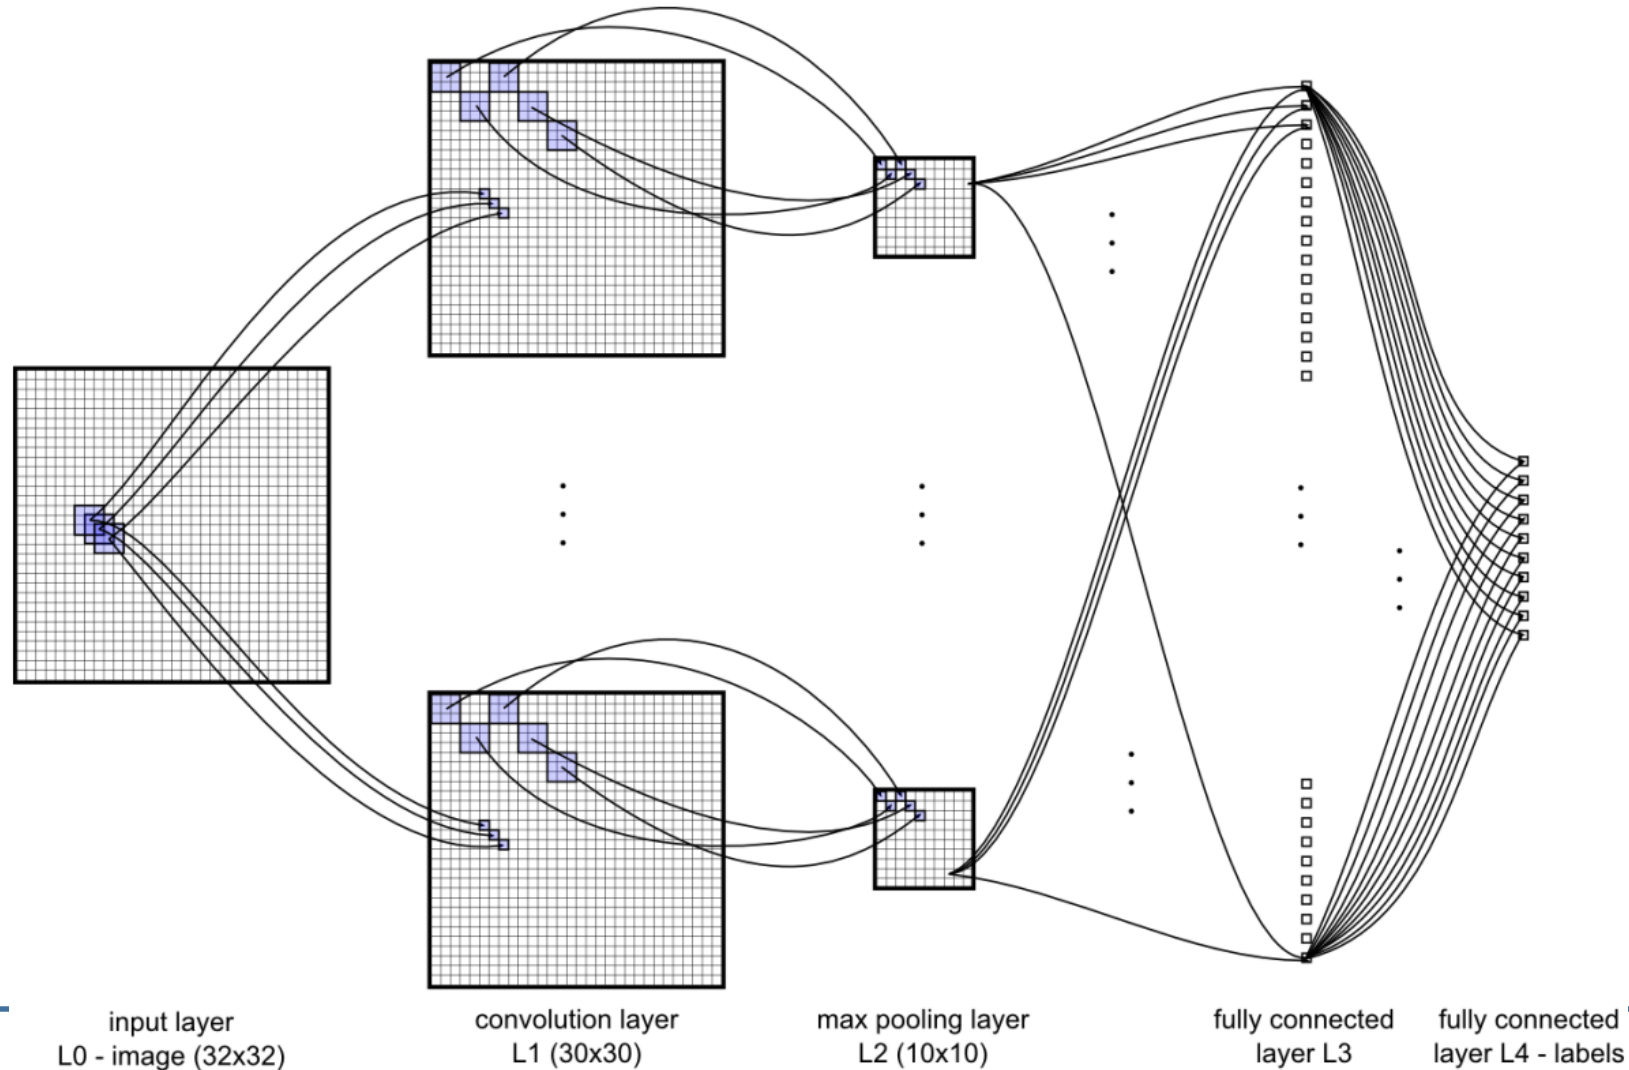 input layer
L0 - image (32x32)
convolution layer
L1 (30x30)
max pooling layer
L2 (10x10)
fully connected
layer L3
fully connected
layer L4 - labels